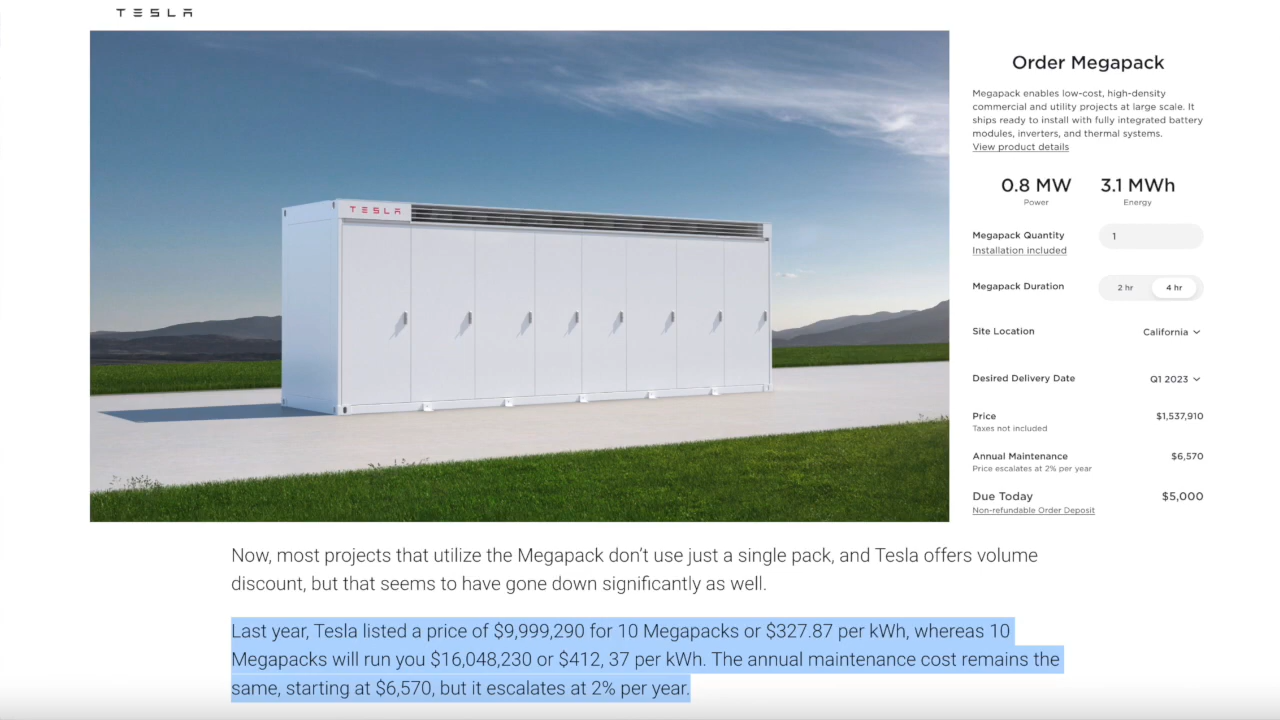 TESLA
TESLA
Order Megapack
Megapack enables low-cost, high-density
commercial and utility projects at large scale. It
ships ready to install with fully integrated battery
modules, inverters, and thermal systems.
View product details
0.8 MW 3.1 MWh
Power Energy
Megapack Quantity 1
Installation included
Megapack Duration 2 hr 4 hr
Site Location California
Desired Delivery Date Q1 2023
Price $1,537,910
Taxes not included
Annual Maintenance $6,570
Price escalates at 2% per year
Due Today $5,000
Non-refundable Order Deposit
Now, most projects that utilize the Megapack don’t use just a single pack, and Tesla offers volume
discount, but that seems to have gone down significantly as well.
Last year, Tesla listed a price of $9,999,290 for 10 Megapacks or $327.87 per kWh, whereas 10
Megapacks will run you $16,048,230 or $412, 37 per kWh. The annual maintenance cost remains the
same, starting at $6,570, but it escalates at 2% per year.